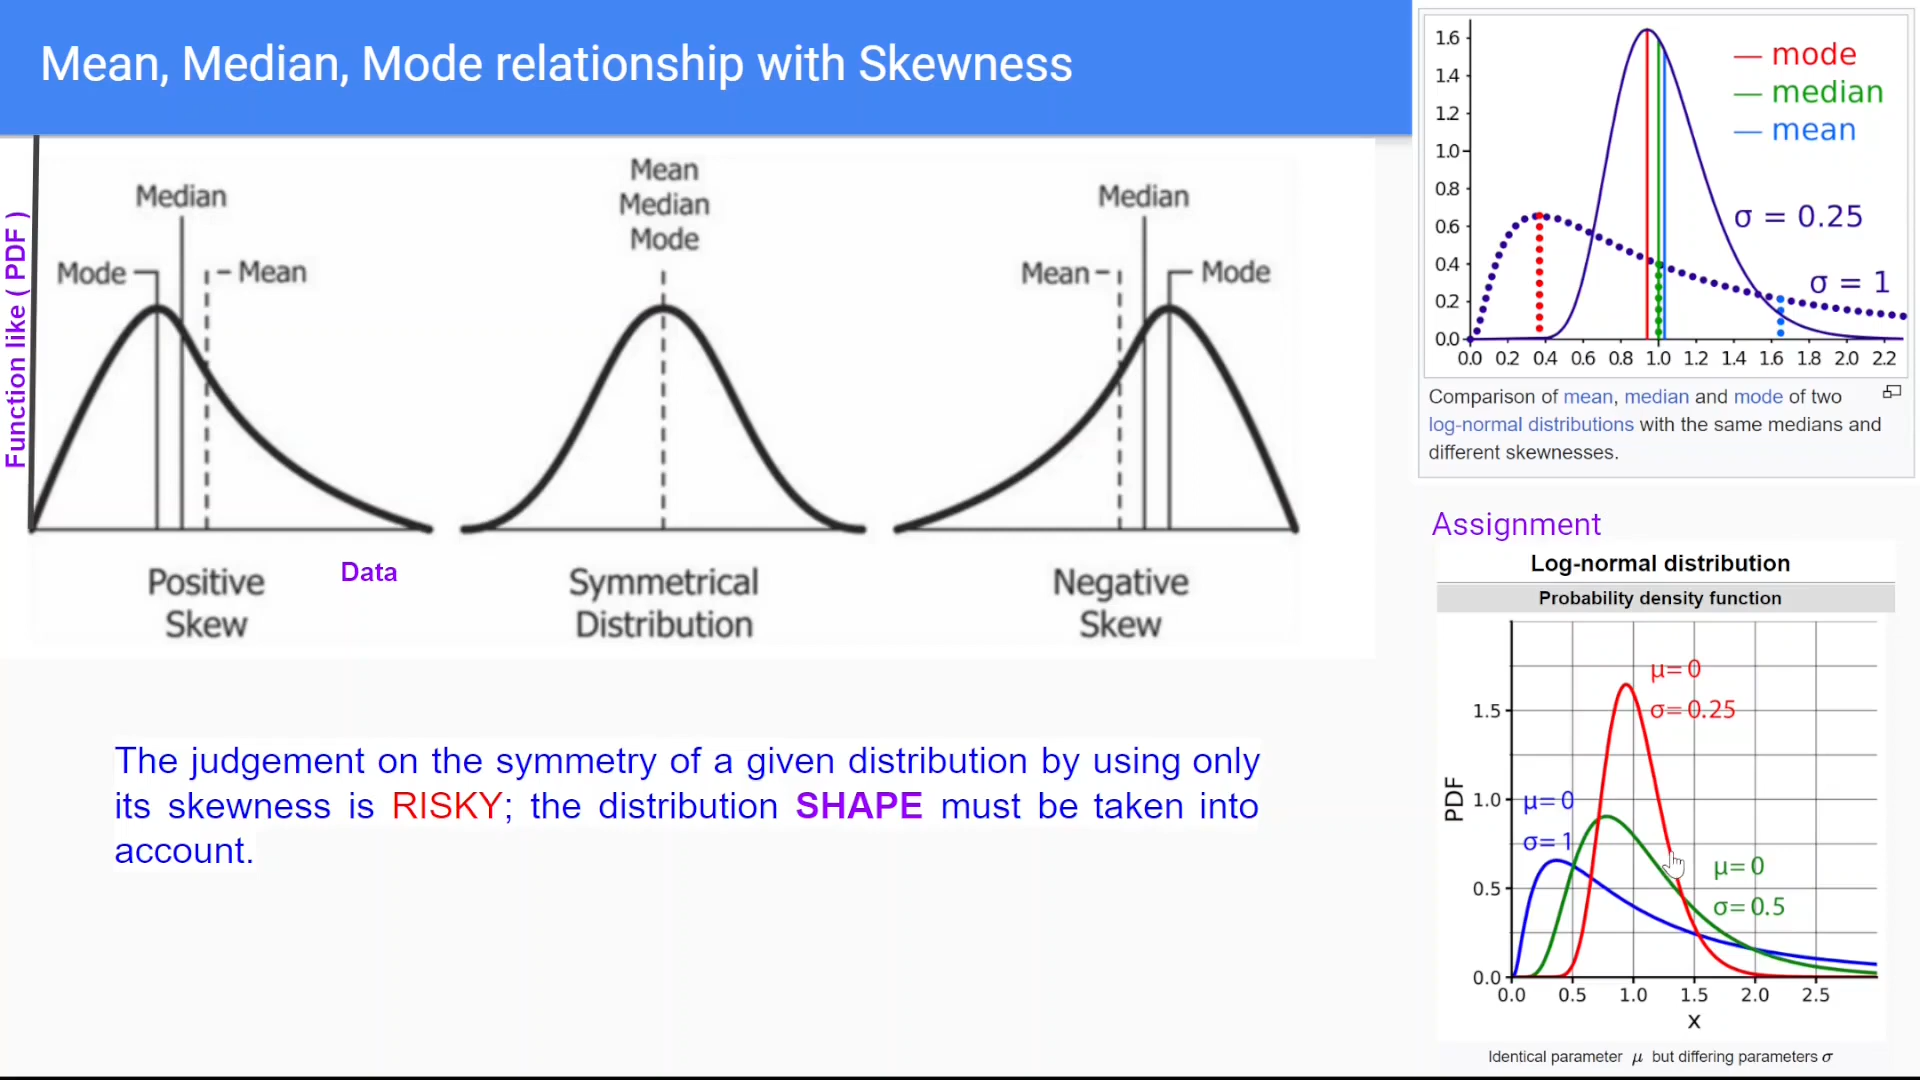 Mean, Median, Mode relationship with Skewness
Function like ( PDF )
Median
Mode
Mean
Positive
Skew
Data
Mean
Median
Mode
Symmetrical
Distribution
Median
Mean
Mode
Negative
Skew
The judgement on the symmetry of a given distribution by using only
its skewness is RISKY; the distribution SHAPE must be taken into
account.
1.6
1.4
1.2
1.0
0.8
0.6
0.4
0.2
0.0
mode
median
mean
σ = 0.25
σ = 1
0.0 0.2 0.4 0.6 0.8 1.0 1.2 1.4 1.6 1.8 2.0 2.2
Comparison of mean, median and mode of two
log-normal distributions with the same medians and
different skewnesses.
Assignment
Log-normal distribution
Probability density function
PDF
1.5
1.0
0.5
0.0
μ=0
σ=0.25
μ=0
σ=1
μ=0
σ=0.5
0.0 0.5 1.0 1.5 2.0 2.5
x
Identical parameter μ but differing parameters σ